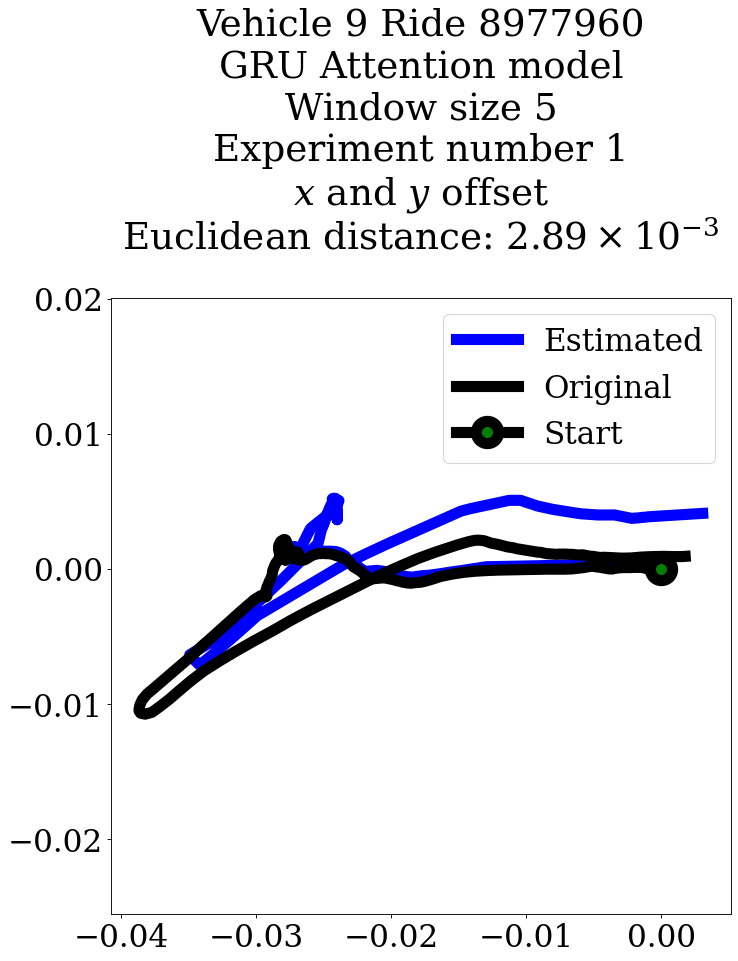 Vehicle 9 Ride 8977960
GRU Attention model
Window size 5
Experiment number 1
x and y offset
Euclidean distance: 2.89 × 10⁻³
0.02
Estimated
Original
Start
0.01
0.00
−0.01
−0.02
−0.04 −0.03 −0.02 −0.01 0.00